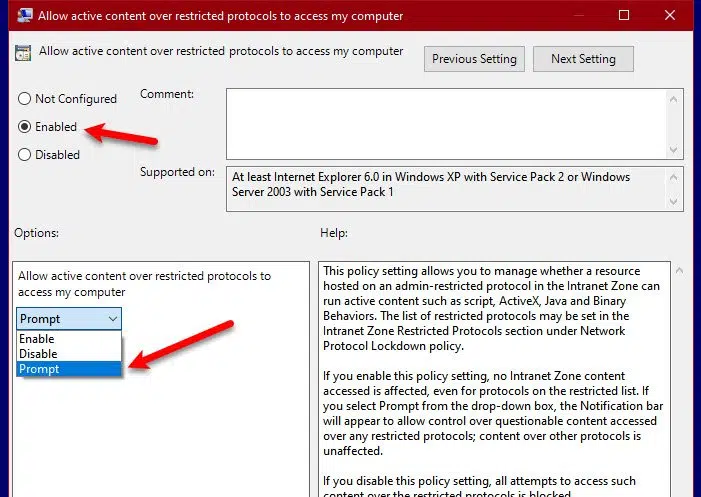 Allow active content over restricted protocols to access my computer
Allow active content over restricted protocols to access my computer
Previous Setting
Next Setting
Not Configured
Enabled
Disabled
Comment:
Supported on:
At least Internet Explorer 6.0 in Windows XP with Service Pack 2 or Windows
Server 2003 with Service Pack 1
Options:
Help:
Allow active content over restricted protocols to
access my computer
Prompt
Enable
Disable
Prompt
This policy setting allows you to manage whether a resource
hosted on an admin-restricted protocol in the Intranet Zone can
run active content such as script, ActiveX, Java and Binary
Behaviors. The list of restricted protocols may be set in the
Intranet Zone Restricted Protocols section under Network
Protocol Lockdown policy.
If you enable this policy setting, no Intranet Zone content
accessed is affected, even for protocols on the restricted list. If
you select Prompt from the drop-down box, the Notification bar
will appear to allow control over questionable content accessed
over any restricted protocols; content over other protocols is
unaffected.
If you disable this policy setting, all attempts to access such
content over the restricted protocols is blocked.